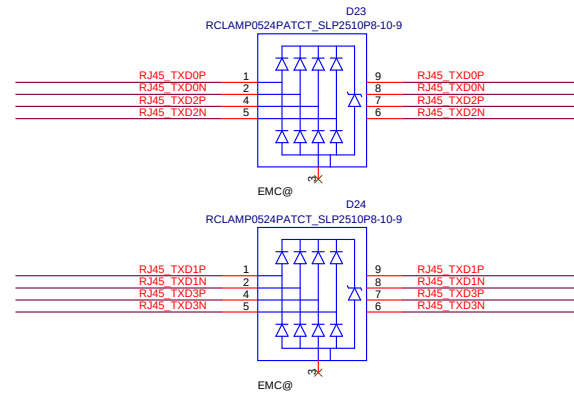 D23
RCLAMP0524PATCT_SLP2510P8-10-9
RJ45_TXD0P 1 9 RJ45_TXD0P
RJ45_TXD0N 2 8 RJ45_TXD0N
RJ45_TXD2P 4 7 RJ45_TXD2P
RJ45_TXD2N 5 6 RJ45_TXD2N
3
EMC@
D24
RCLAMP0524PATCT_SLP2510P8-10-9
RJ45_TXD1P 1 9 RJ45_TXD1P
RJ45_TXD1N 2 8 RJ45_TXD1N
RJ45_TXD3P 4 7 RJ45_TXD3P
RJ45_TXD3N 5 6 RJ45_TXD3N
3
EMC@